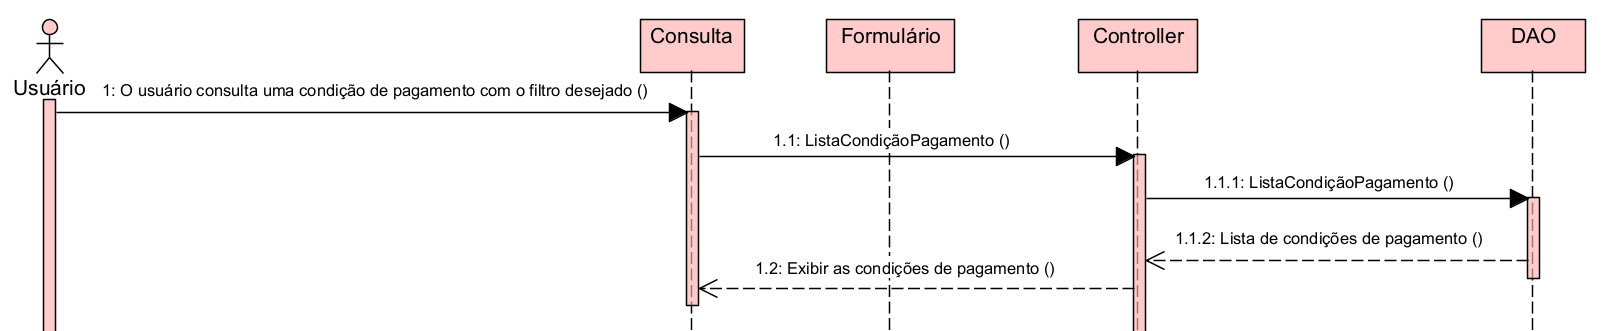 Consulta
Formulário
Controller
DAO
Usuário
1: O usuário consulta uma condição de pagamento com o filtro desejado ()
1.1: ListaCondiçãoPagamento ()
1.1.1: ListaCondiçãoPagamento ()
1.1.2: Lista de condições de pagamento ()
1.2: Exibir as condições de pagamento ()